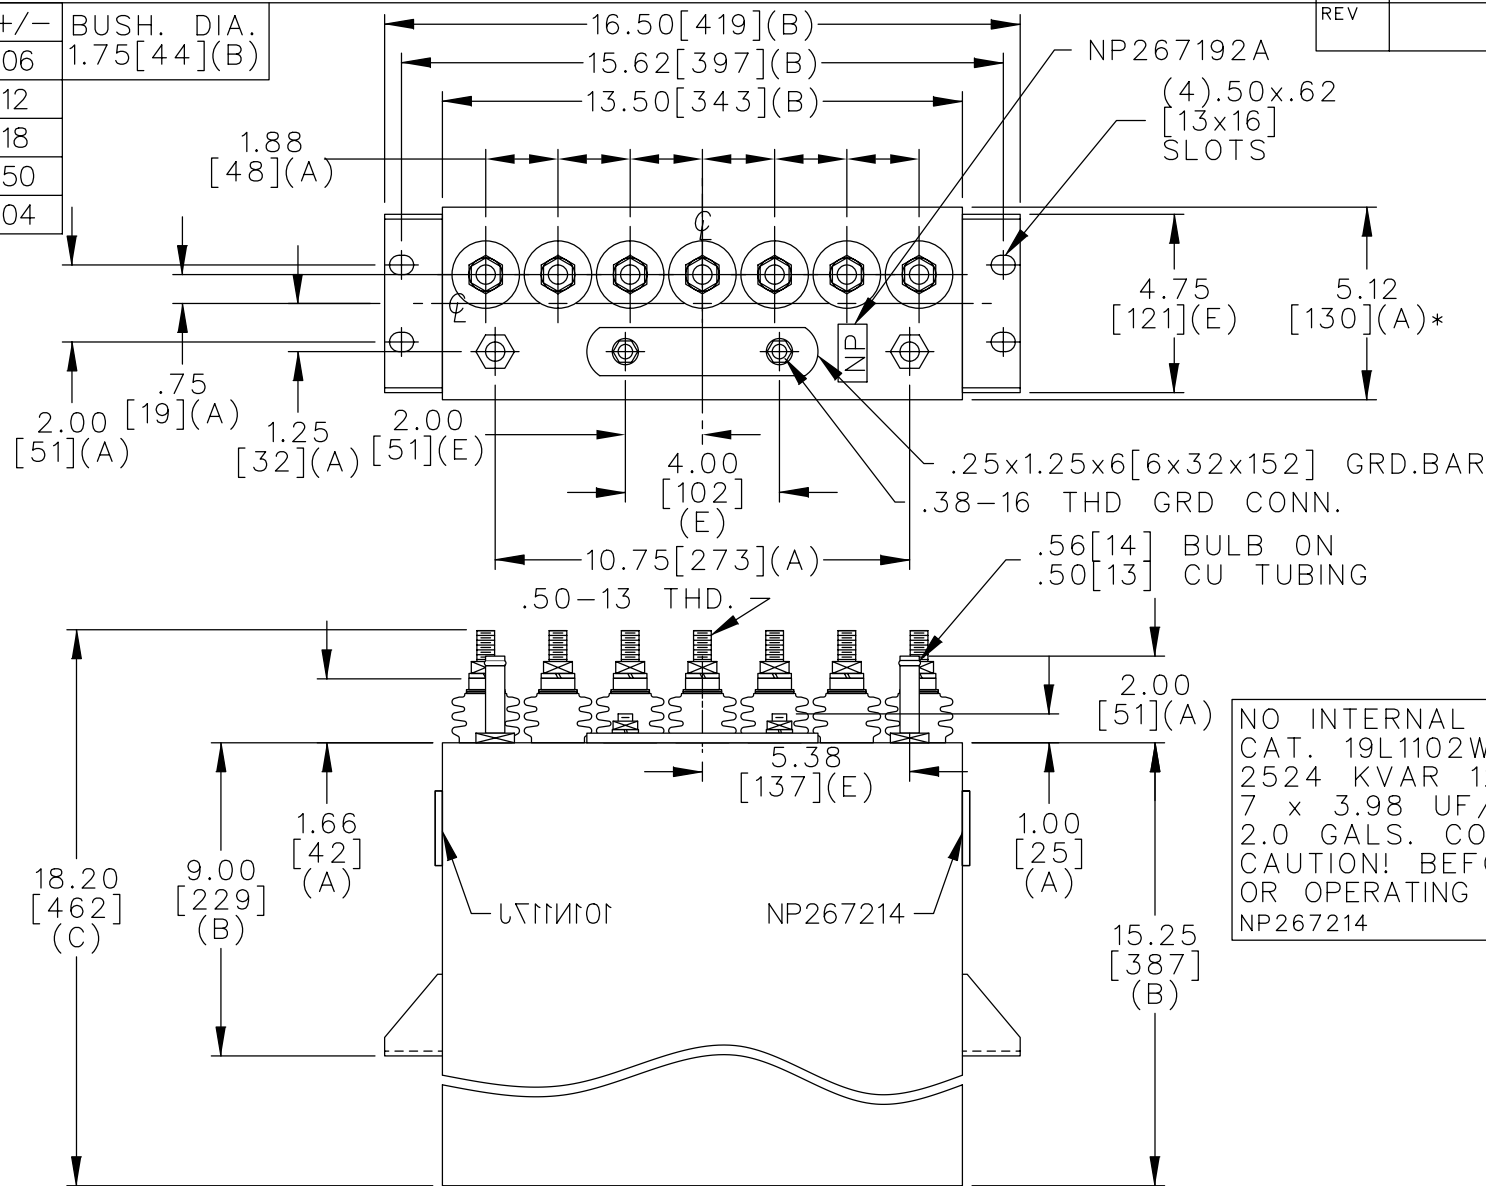 +/-
06
12
18
50
04
BUSH. DIA.
1.75[44](B)
16.50[419](B)
15.62[397](B)
13.50[343](B)
REV
NP267192A
(4).50x.62
[13x16]
SLOTS
1.88
[48](A)
℄
℄
NP
4.75
[121](E)
5.12
[130](A)*
2.00
[51](A)
.75
[19](A)
1.25
[32](A)
2.00
[51](E)
4.00
[102]
(E)
10.75[273](A)
.25x1.25x6[6x32x152] GRD.BAR
.38-16 THD GRD CONN.
.56[14] BULB ON
.50[13] CU TUBING
.50-13 THD.
2.00
[51](A)
5.38
[137](E)
1.66
[42]
(A)
1.00
[25]
(A)
18.20
[462]
(C)
9.00
[229]
(B)
101N117J
NP267214
15.25
[387]
(B)
NO INTERNAL
CAT. 19L1102W
2524 KVAR
7 x 3.98 UF/
2.0 GALS.
CAUTION!
OR OPERATING
NP267214